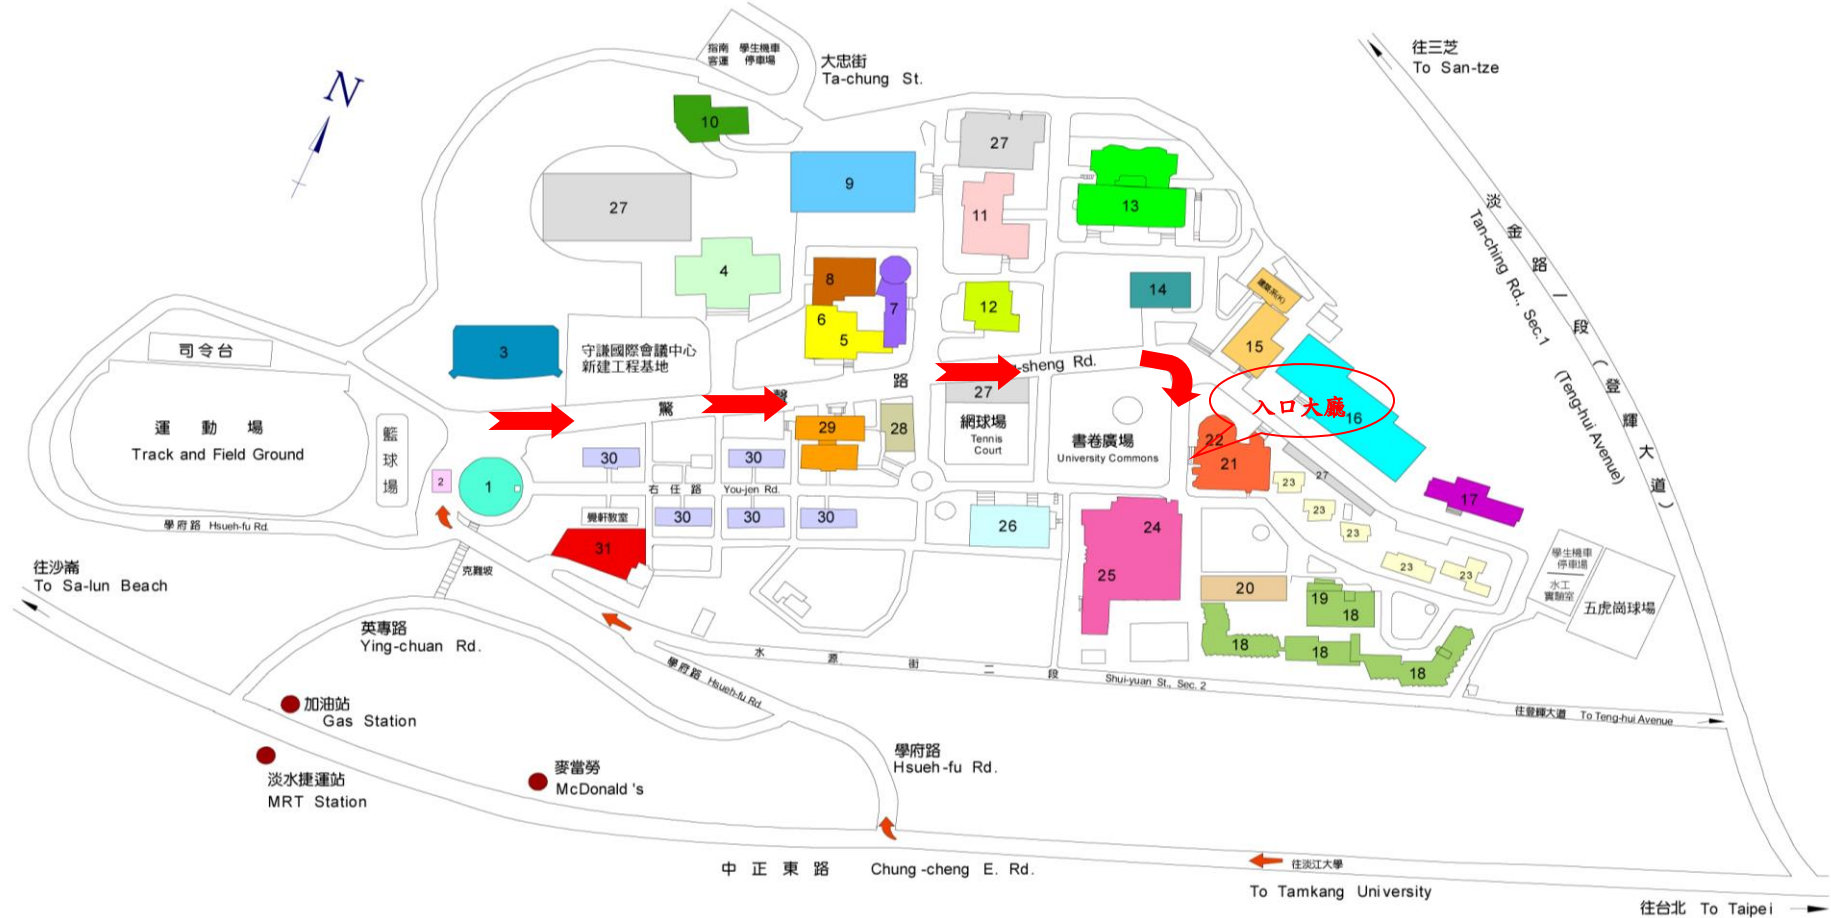 指南 學生機車
客運 停車場
大忠街
Ta-chung St.
往三芝
To San-tze
N
10
27
9
27
11
13
淡金路一段(登輝大道)
Tan-ching Rd., Sec.1 (Teng-hui Avenue)
4
8
7
6
5
12
14
建築系(K)
15
16
入口大廳
司令台
3
守謙國際會議中心
新建工程基地
驚 聲 路
-sheng Rd.
27
運動場
Track and Field Ground
籃球場
29
28
網球場
Tennis
Court
書卷廣場
University Commons
22
21
27
17
1
2
30
30
右任路 You-jen Rd.
30
30
30
覺軒教室
31
26
24
25
23
23
23
23
23
學府路 Hsueh-fu Rd.
克難坡
學生機車
停車場
水工
實驗室
五虎崗球場
20
19
18
18
18
18
往沙崙
To Sa-lun Beach
英專路
Ying-chuan Rd.
學府路 Hsueh-fu Rd.
水源街二段 Shui-yuan St., Sec. 2
往登輝大道 To Teng-hui Avenue
加油站
Gas Station
淡水捷運站
MRT Station
麥當勞
McDonald 's
學府路
Hsueh-fu Rd.
中正東路 Chung-cheng E. Rd.
往淡江大學
To Tamkang University
往台北 To Taipei